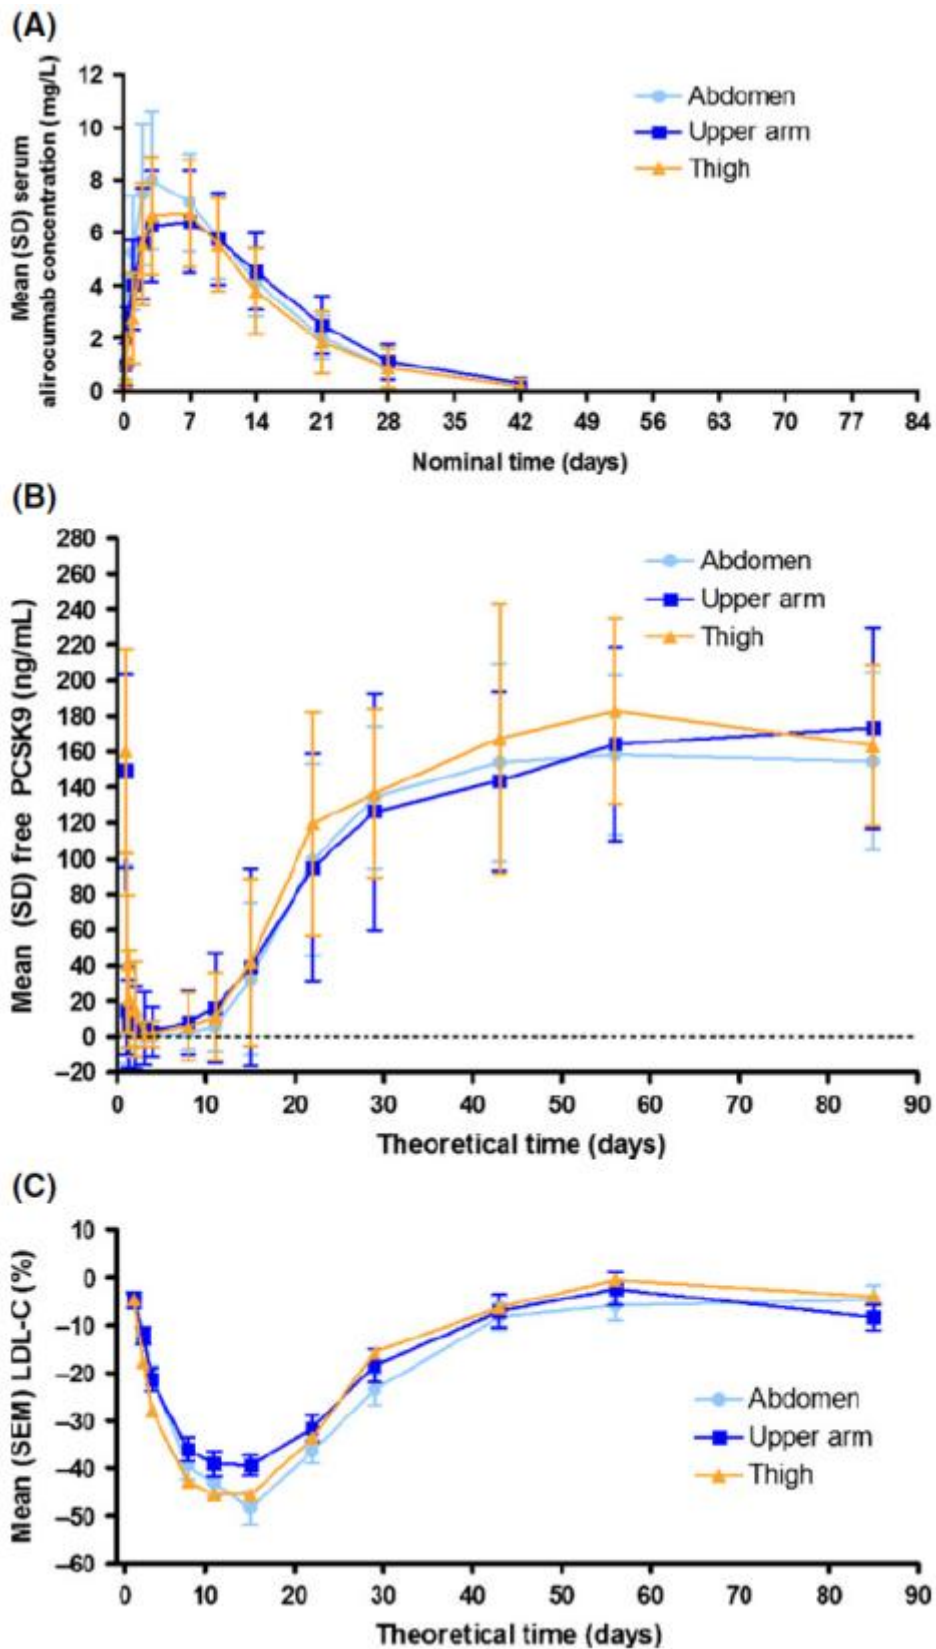 (A)
Mean (SD) serum
alirocumab concentration (mg/L)
12
10
8
6
4
2
0
0 7 14 21 28 35 42 49 56 63 70 77 84
Nominal time (days)
Abdomen
Upper arm
Thigh
(B)
Mean (SD) free PCSK9 (ng/mL)
280
260
240
220
200
180
160
140
120
100
80
60
40
20
0
–20
0 10 20 30 40 50 60 70 80 90
Theoretical time (days)
Abdomen
Upper arm
Thigh
(C)
Mean (SEM) LDL-C (%)
10
0
–10
–20
–30
–40
–50
–60
0 10 20 30 40 50 60 70 80 90
Theoretical time (days)
Abdomen
Upper arm
Thigh